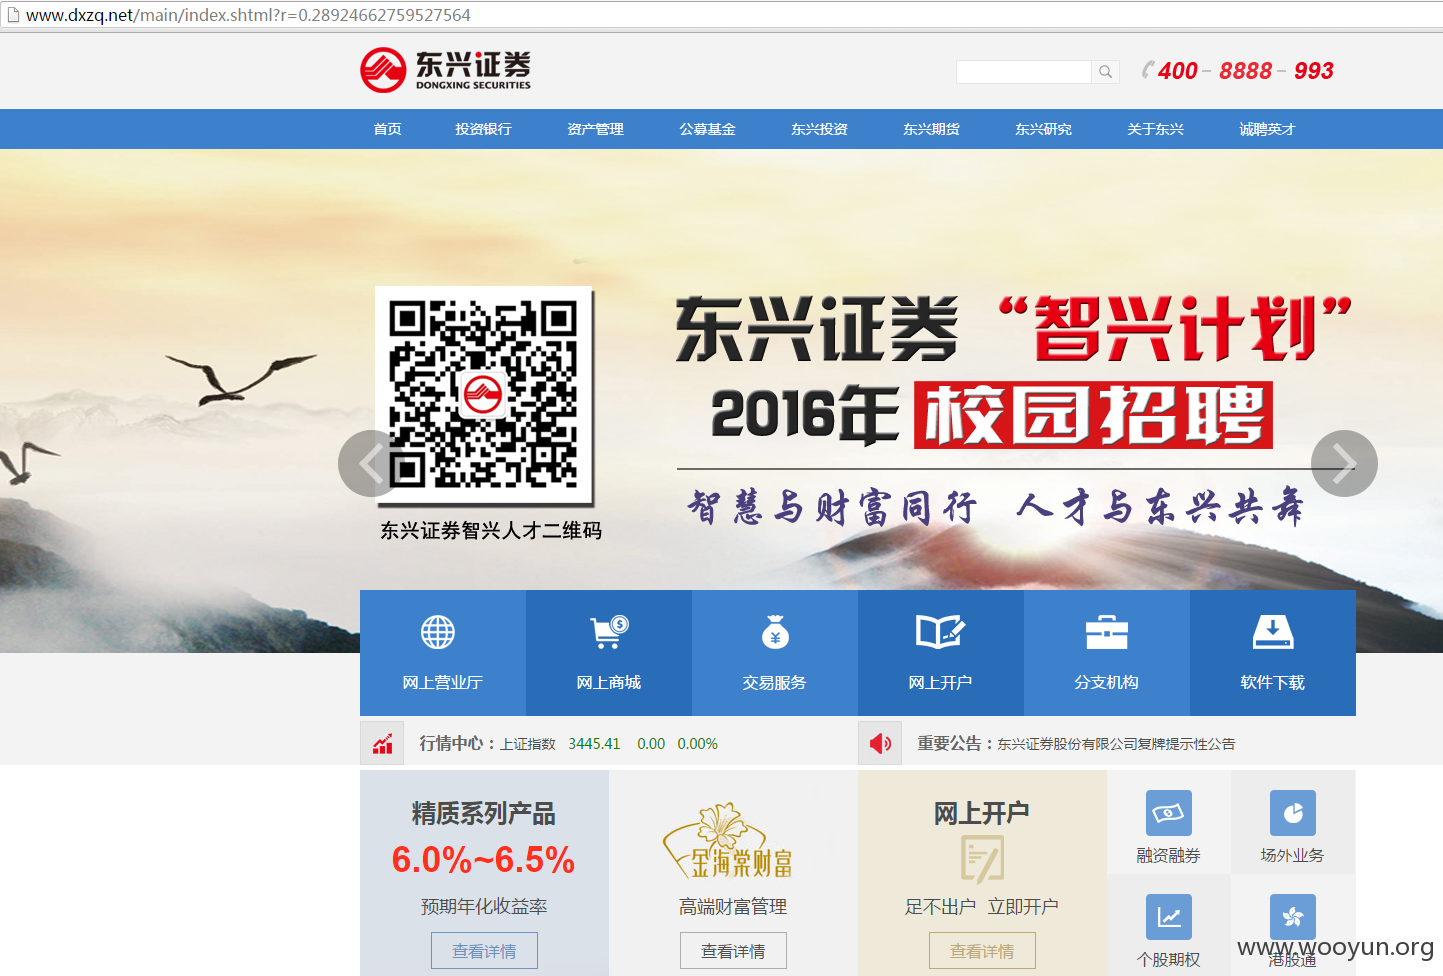 www.dxzq.net/main/index.shtml?r=0.28924662759527564
东兴证券
DONGXING SECURITIES
400 - 8888 - 993
首页 投资银行 资产管理 公募基金 东兴投资 东兴期货 东兴研究 关于东兴 诚聘英才
东兴证券 “智兴计划”
2016年 校园招聘
智慧与财富同行 人才与东兴共舞
东兴证券智兴人才二维码
网上营业厅 网上商城 交易服务 网上开户 分支机构 软件下载
行情中心：上证指数 3445.41 0.00 0.00% 重要公告：东兴证券股份有限公司复牌提示性公告
精质系列产品
6.0%~6.5%
预期年化收益率
查看详情
金海棠财富
高端财富管理
查看详情
网上开户
足不出户 立即开户
查看详情
融资融券 场外业务
个股期权 港股通
www.wooyun.org